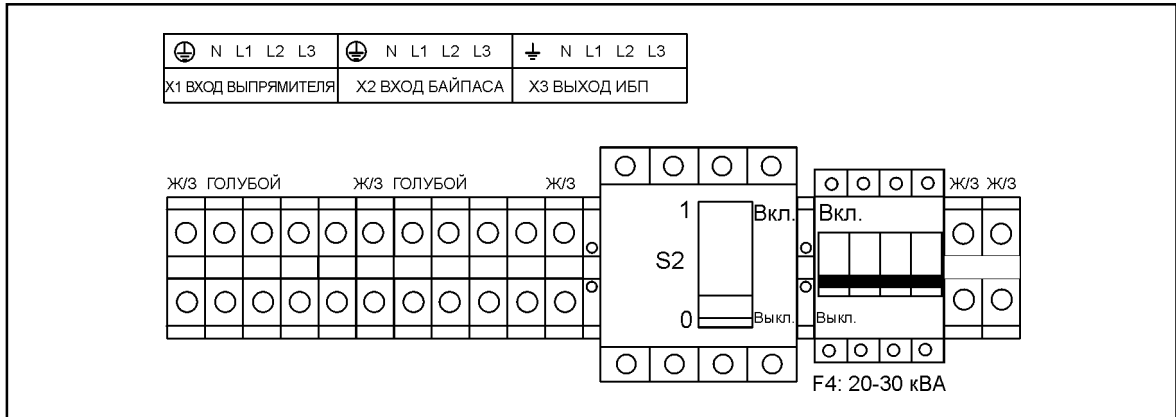 N L1 L2 L3 N L1 L2 L3 N L1 L2 L3
X1 ВХОД ВЫПРЯМИТЕЛЯ X2 ВХОД БАЙПАСА X3 ВЫХОД ИБП
Ж/З ГОЛУБОЙ Ж/З ГОЛУБОЙ Ж/З Ж/З Ж/З
1 Вкл. Вкл.
S2
0 Выкл. Выкл.
F4: 20-30 кВА